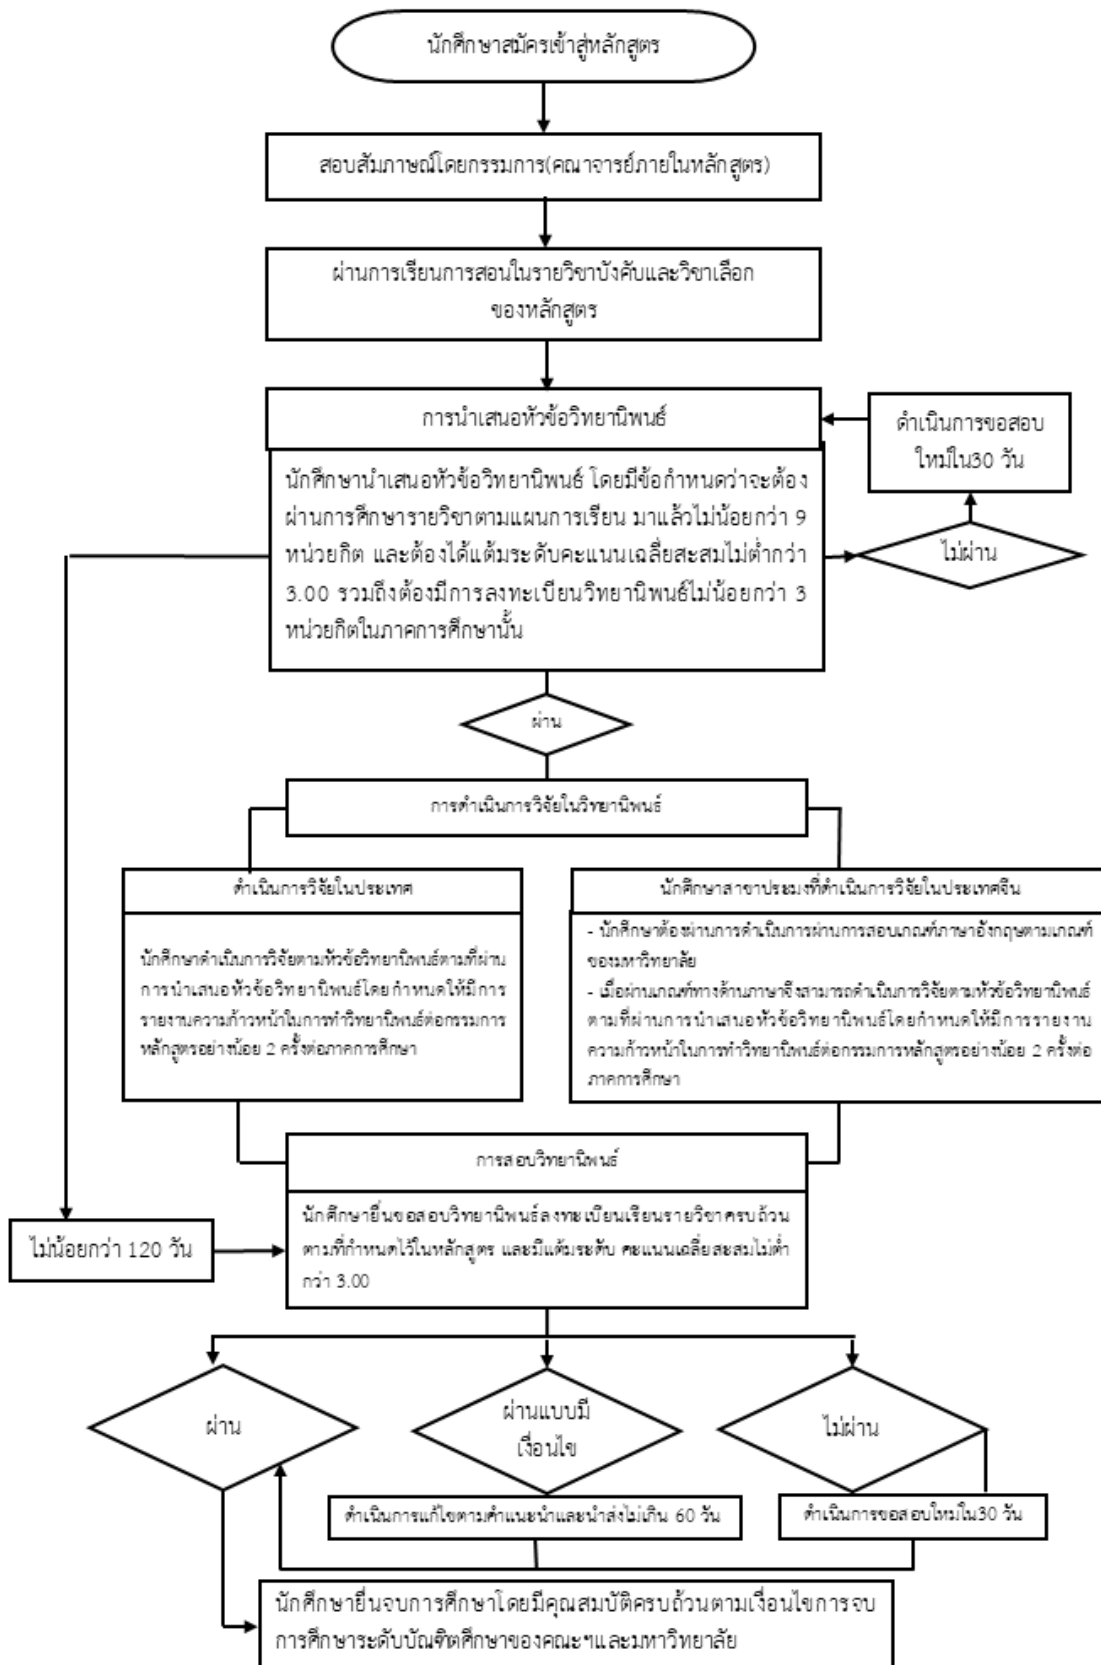 นักศึกษาสมัครเข้าสู่หลักสูตร
สอบสัมภาษณ์โดยกรรมการ(คณาจารย์ภายในหลักสูตร)
ผ่านการเรียนการสอนในรายวิชาบังคับและวิชาเลือก
ของหลักสูตร
การนำเสนอหัวข้อวิทยานิพนธ์
ดำเนินการขอสอบ
ใหม่ใน30 วัน
นักศึกษานำเสนอหัวข้อวิทยานิพนธ์ โดยมีข้อกำหนดว่าจะต้อง
ผ่านการศึกษารายวิชาตามแผนการเรียน มาแล้วไม่น้อยกว่า 9
หน่วยกิต และต้องได้แต้มระดับคะแนนเฉลี่ยสะสมไม่ต่ำกว่า
3.00 รวมถึงต้องมีการลงทะเบียนวิทยานิพนธ์ไม่น้อยกว่า 3
หน่วยกิตในภาคการศึกษานั้น
ไม่ผ่าน
ผ่าน
การดำเนินการวิจัยในวิทยานิพนธ์
ดำเนินการวิจัยในประเทศ
นักศึกษาดำเนินการวิจัยตามหัวข้อวิทยานิพนธ์ตามที่ผ่าน
การนำเสนอหัวข้อวิทยานิพนธ์โดยกำหนดให้มีการ
รายงานความก้าวหน้าในการทำวิทยานิพนธ์ต่อกรรมการ
หลักสูตรอย่างน้อย 2 ครั้งต่อภาคการศึกษา
นักศึกษาสาขาประมงที่ดำเนินการวิจัยในประเทศจีน
- นักศึกษาต้องผ่านการดำเนินการผ่านการสอบเกณฑ์ภาษาอังกฤษตามเกณฑ์
ของมหาวิทยาลัย
- เมื่อผ่านเกณฑ์ทางด้านภาษาจึงสามารถดำเนินการวิจัยตามหัวข้อวิทยานิพนธ์
ตามที่ผ่านการนำเสนอหัวข้อวิทยานิพนธ์โดยกำหนดให้มีการรายงาน
ความก้าวหน้าในการทำวิทยานิพนธ์ต่อกรรมการหลักสูตรอย่างน้อย 2 ครั้งต่อ
ภาคการศึกษา
การสอบวิทยานิพนธ์
นักศึกษายื่นขอสอบวิทยานิพนธ์ลงทะเบียนเรียนรายวิชาครบถ้วน
ตามที่กำหนดไว้ในหลักสูตร และมีแต้มระดับ คะแนนเฉลี่ยสะสมไม่ต่ำ
กว่า 3.00
ไม่น้อยกว่า 120 วัน
ผ่าน
ผ่านแบบมี
เงื่อนไข
ไม่ผ่าน
ดำเนินการแก้ไขตามคำแนะนำและนำส่งไม่เกิน 60 วัน
ดำเนินการขอสอบใหม่ใน30 วัน
นักศึกษายื่นจบการศึกษาโดยมีคุณสมบัติครบถ้วนตามเงื่อนไขการจบ
การศึกษาระดับบัณฑิตศึกษาของคณะฯและมหาวิทยาลัย